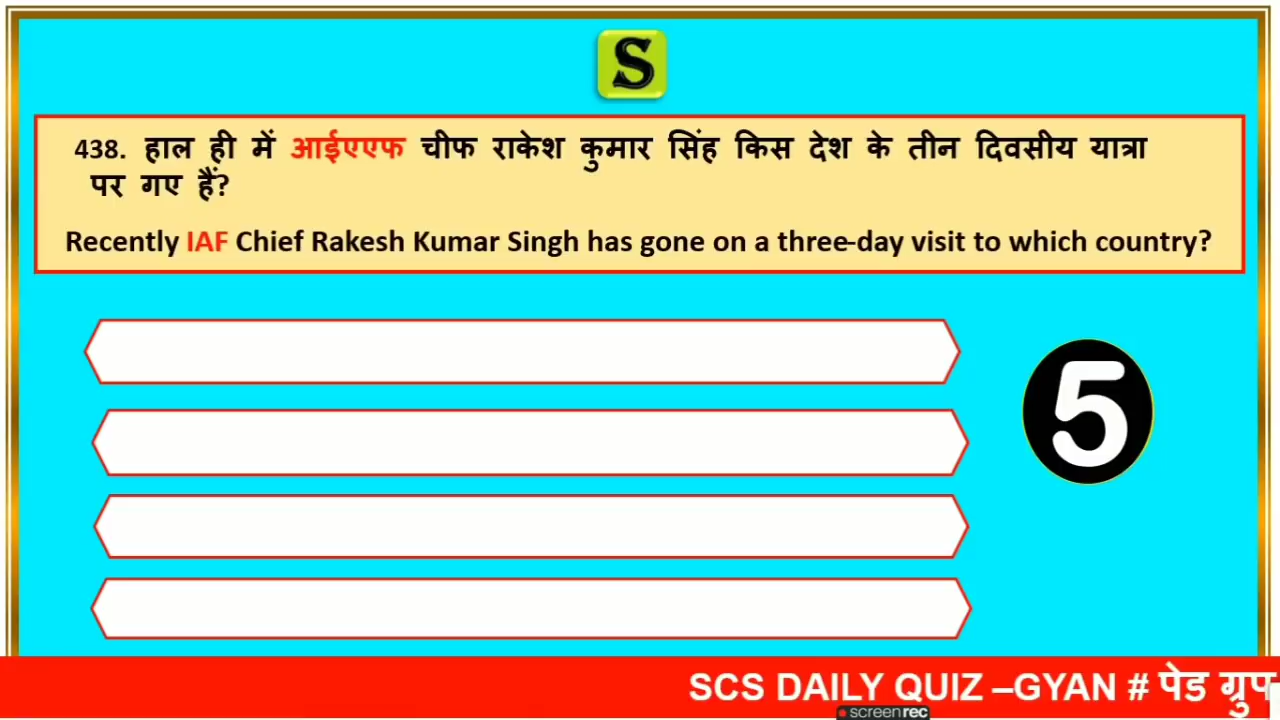 S
438. हाल ही में आईएएफ चीफ राकेश कुमार सिंह किस देश के तीन दिवसीय यात्रा
पर गए हैं?
Recently IAF Chief Rakesh Kumar Singh has gone on a three-day visit to which country?
5
SCS DAILY QUIZ –GYAN # पेड ग्रुप
screenrec